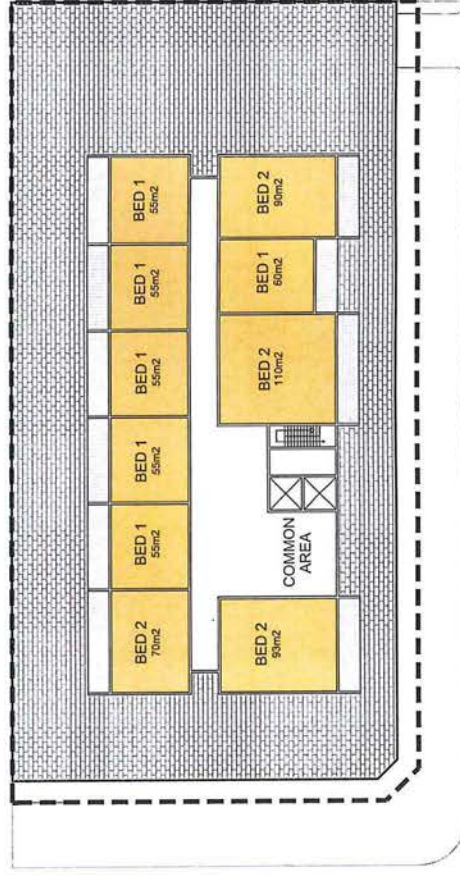 BED 2
70m2
BED 1
55m2
BED 1
55m2
BED 1
55m2
BED 1
55m2
BED 1
55m2
BED 2
93m2
COMMON
AREA
BED 2
110m2
BED 1
60m2
BED 2
90m2